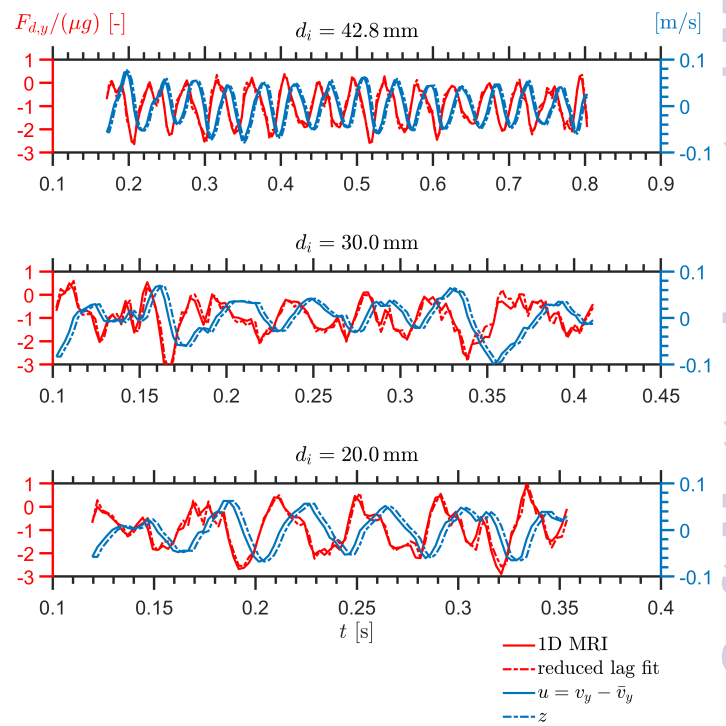 F_{d,y}/(μg) [-]
d_i = 42.8 mm
[m/s]
1
0
-1
-2
-3
0.1
0
-0.1
0.1 0.2 0.3 0.4 0.5 0.6 0.7 0.8 0.9
d_i = 30.0 mm
1
0
-1
-2
-3
0.1
0
-0.1
0.1 0.15 0.2 0.25 0.3 0.35 0.4 0.45
d_i = 20.0 mm
1
0
-1
-2
-3
0.1
0
-0.1
0.1 0.15 0.2 0.25 0.3 0.35 0.4
t [s]
1D MRI
reduced lag fit
u = v_y − v̄_y
z